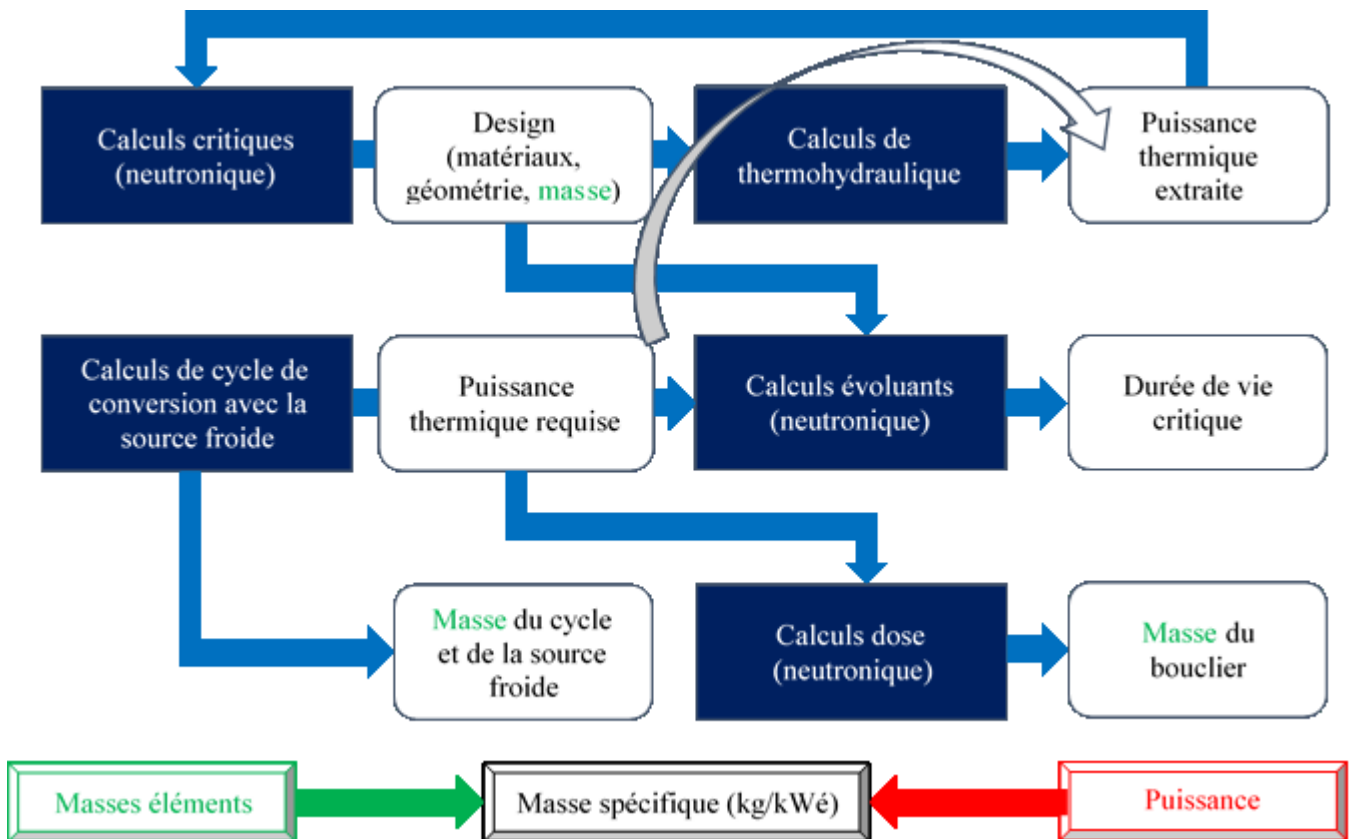 Calculs critiques
(neutronique)
Design
(matériaux,
géométrie, masse)
Calculs de
thermohydraulique
Puissance
thermique
extraite
Calculs de cycle de
conversion avec la
source froide
Puissance
thermique requise
Calculs évoluants
(neutronique)
Durée de vie
critique
Masse du cycle
et de la source
froide
Calculs dose
(neutronique)
Masse du
bouclier
Masses éléments
Masse spécifique (kg/kWé)
Puissance